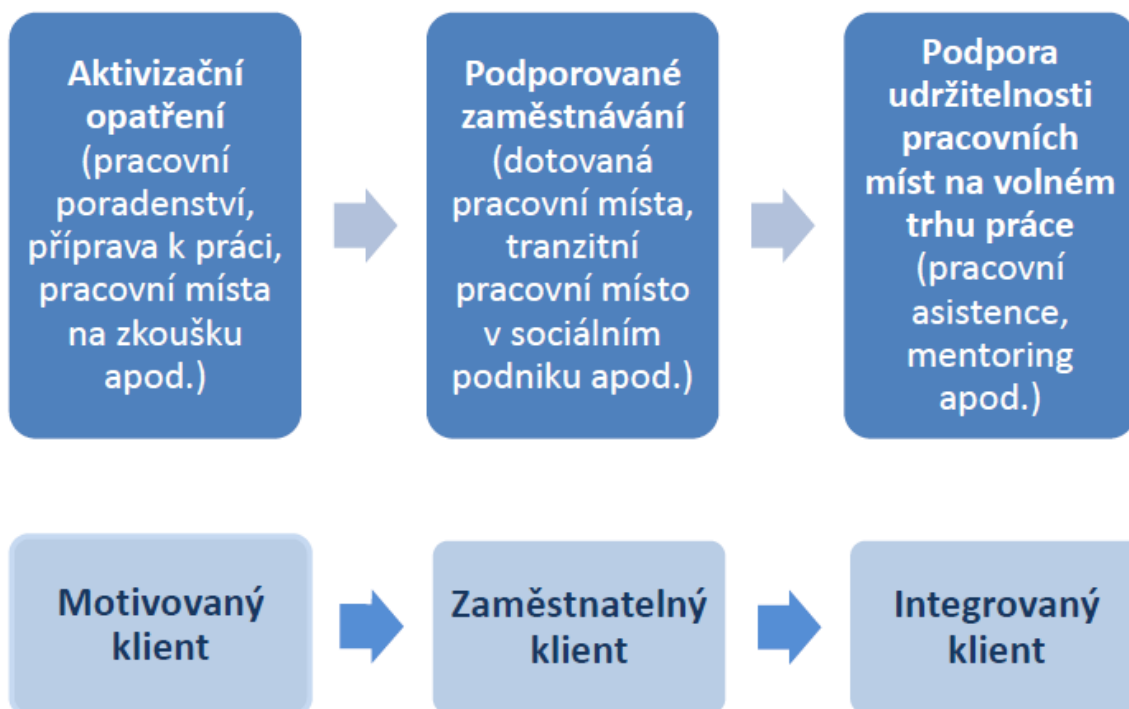 Aktivizační
opatření
(pracovní
poradenství,
příprava k práci,
pracovní místa
na zkoušku
apod.)
Podporované
zaměstnávání
(dotovaná
pracovní místa,
tranzitní
pracovní místo
v sociálním
podniku apod.)
Podpora
udržitelnosti
pracovních
míst na volném
trhu práce
(pracovní
asistence,
mentoring
apod.)
Motivovaný
klient
Zaměstnatelný
klient
Integrovaný
klient